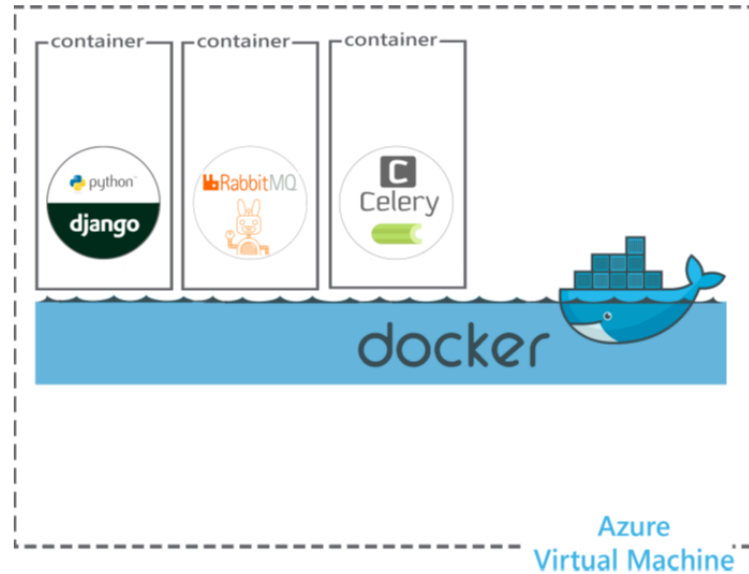 container container container
python
django
RabbitMQ
C
Celery
docker
Azure
Virtual Machine